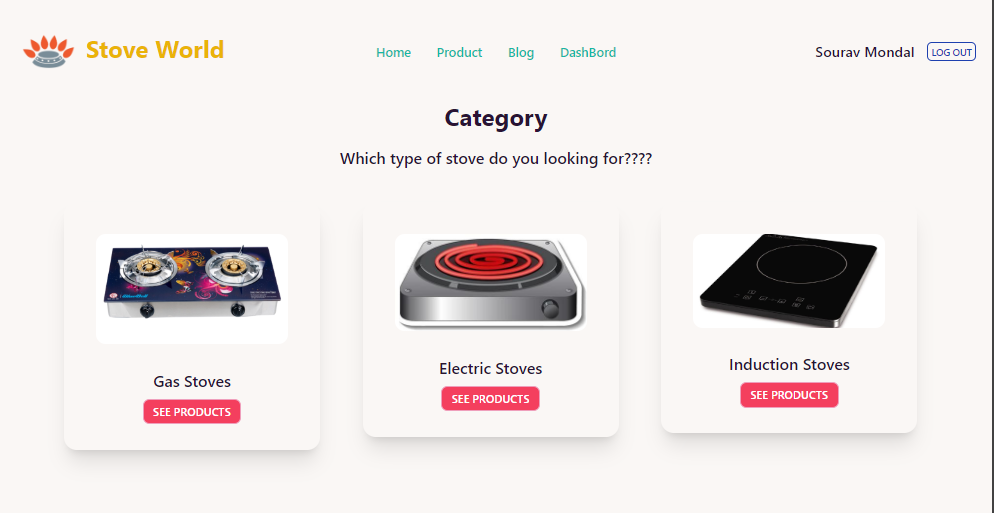 Stove World
Home Product Blog DashBord
Sourav Mondal LOG OUT
Category
Which type of stove do you looking for????
Gas Stoves
SEE PRODUCTS
Electric Stoves
SEE PRODUCTS
Induction Stoves
SEE PRODUCTS